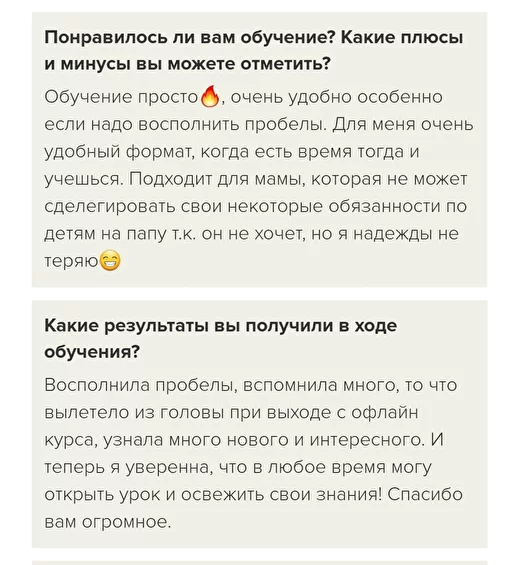 Понравилось ли вам обучение? Какие плюсы
и минусы вы можете отметить?
Обучение просто🔥, очень удобно особенно
если надо восполнить пробелы. Для меня очень
удобный формат, когда есть время тогда и
учешься. Подходит для мамы, которая не может
сделегировать свои некоторые обязанности по
детям на папу т.к. он не хочет, но я надежды не
теряю😁
Какие результаты вы получили в ходе
обучения?
Восполнила пробелы, вспомнила много, то что
вылетело из головы при выходе с офлайн
курса, узнала много нового и интересного. И
теперь я уверенна, что в любое время могу
открыть урок и освежить свои знания! Спасибо
вам огромное.